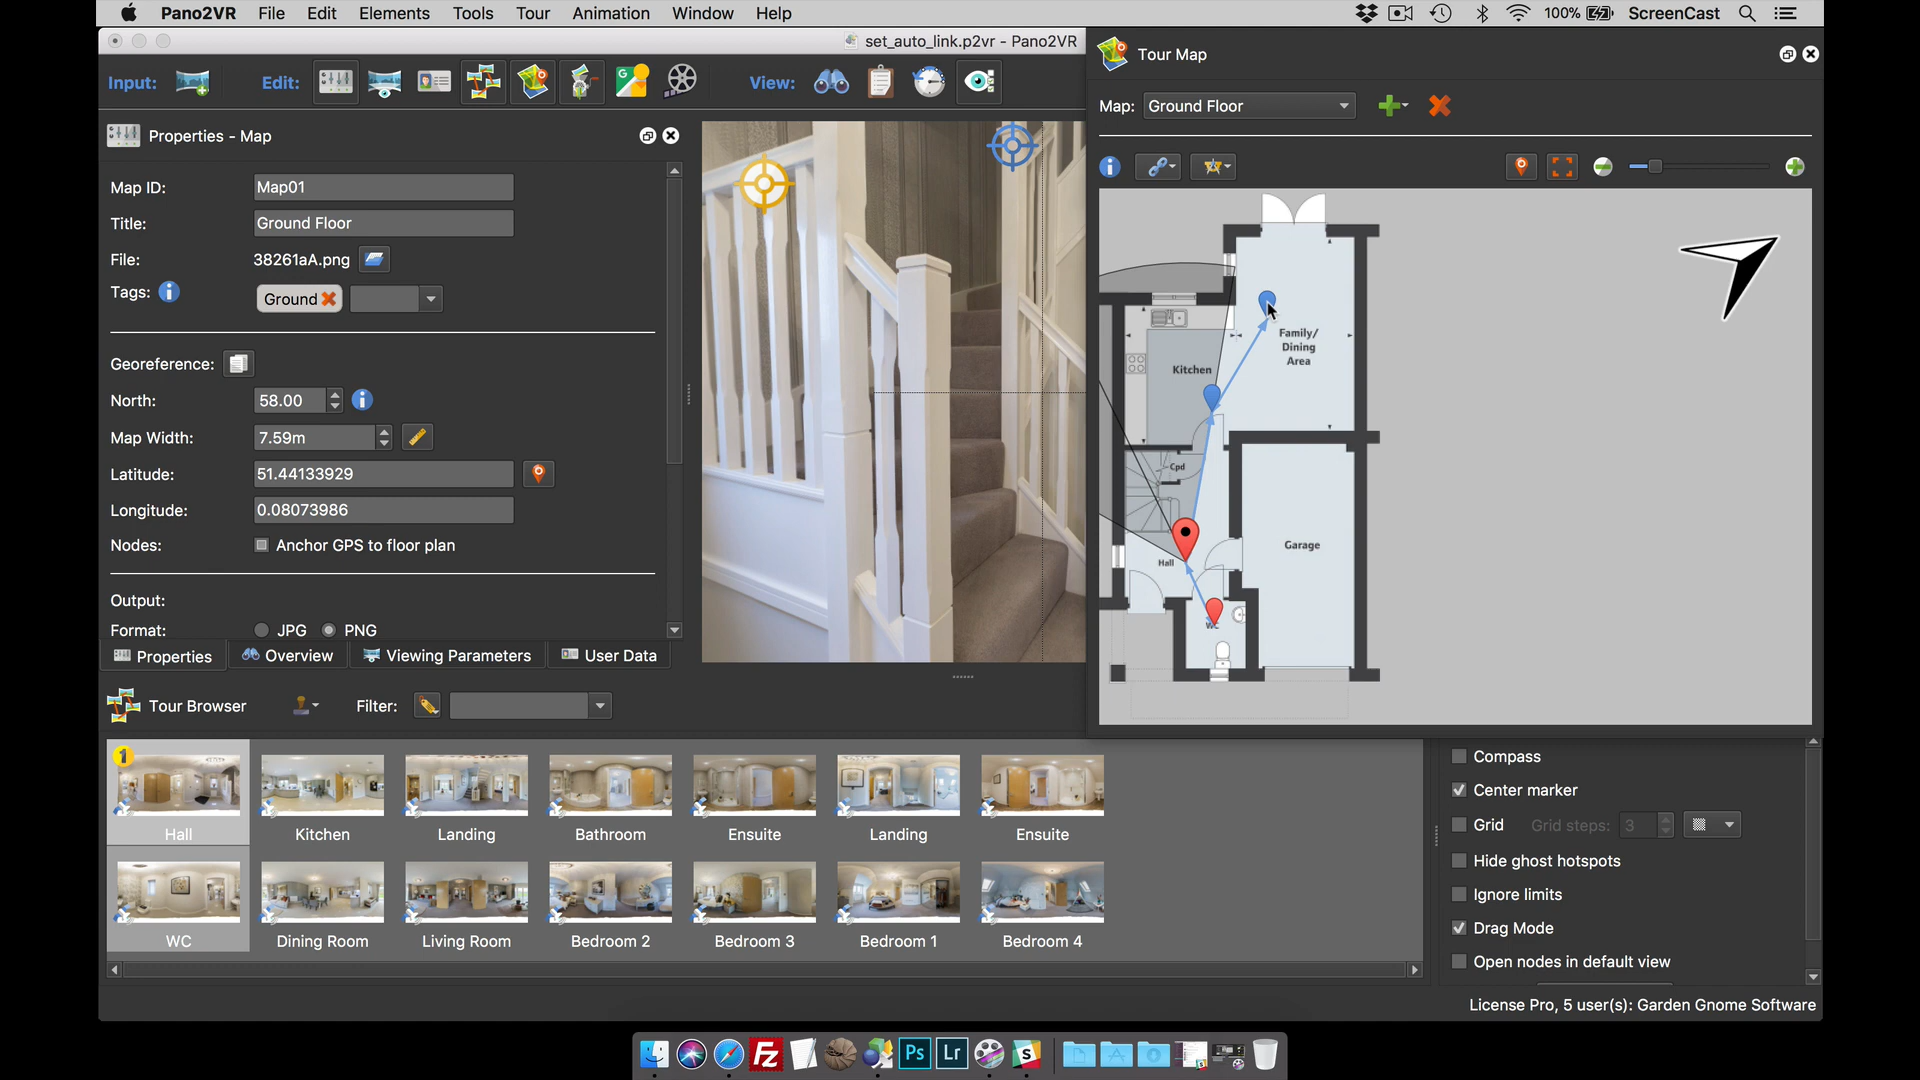 Pano2VR File Edit Elements Tools Tour Animation Window Help 100% ScreenCast
set_auto_link.p2vr - Pano2VR
Input: Edit: View:
Properties - Map
Map ID: Map01
Title: Ground Floor
File: 38261aA.png
Tags: Ground
Georeference:
North: 58.00
Map Width: 7.59m
Latitude: 51.44133929
Longitude: 0.08073986
Nodes: Anchor GPS to floor plan
Output:
Format: JPG PNG
Properties Overview Viewing Parameters User Data
Tour Map
Map: Ground Floor
Family/
Dining
Area
Kitchen
Cpd
Hall
Garage
WC
Tour Browser Filter:
1
Hall Kitchen Landing Bathroom Ensuite Landing Ensuite
WC Dining Room Living Room Bedroom 2 Bedroom 3 Bedroom 1 Bedroom 4
Compass
Center marker
Grid Grid steps: 3
Hide ghost hotspots
Ignore limits
Drag Mode
Open nodes in default view
License Pro, 5 user(s): Garden Gnome Software
Fz Ps Lr S